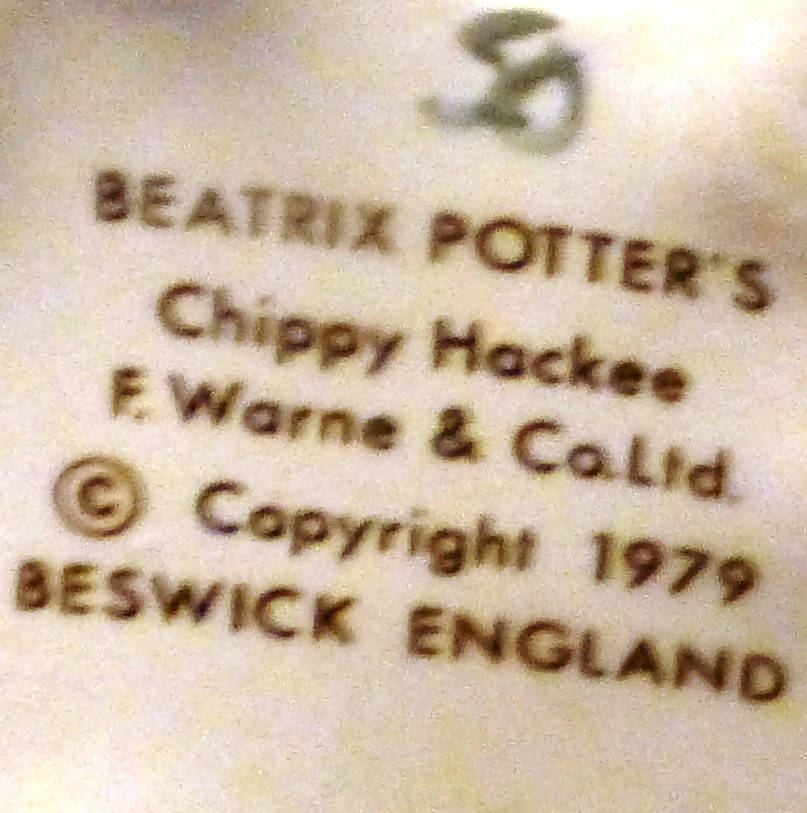 BEATRIX POTTER'S
Chippy Hackee
F. Warne & Co.Ltd.
© Copyright 1979
BESWICK ENGLAND